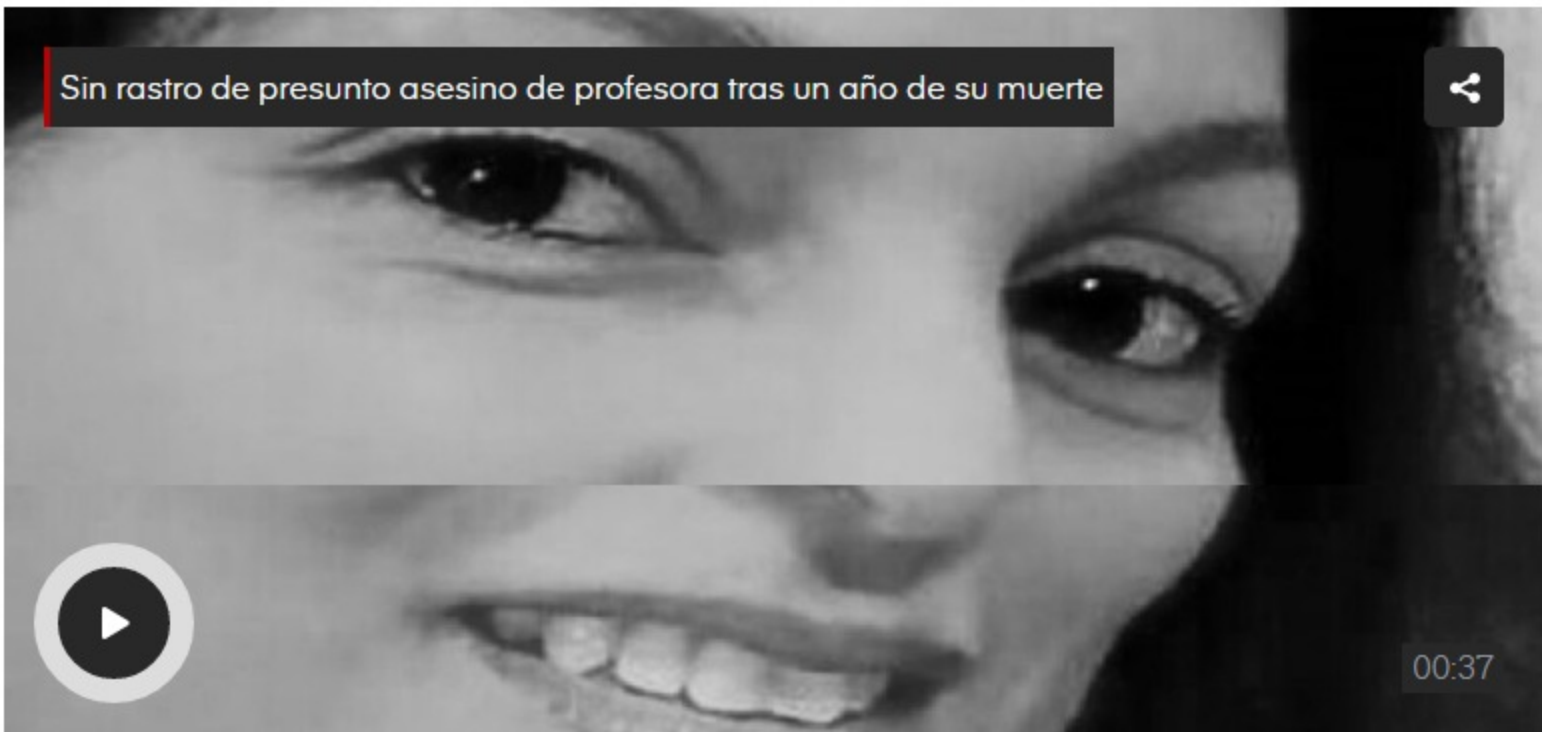 Sin rastro de presunto asesino de profesora tras un año de su muerte
00:37